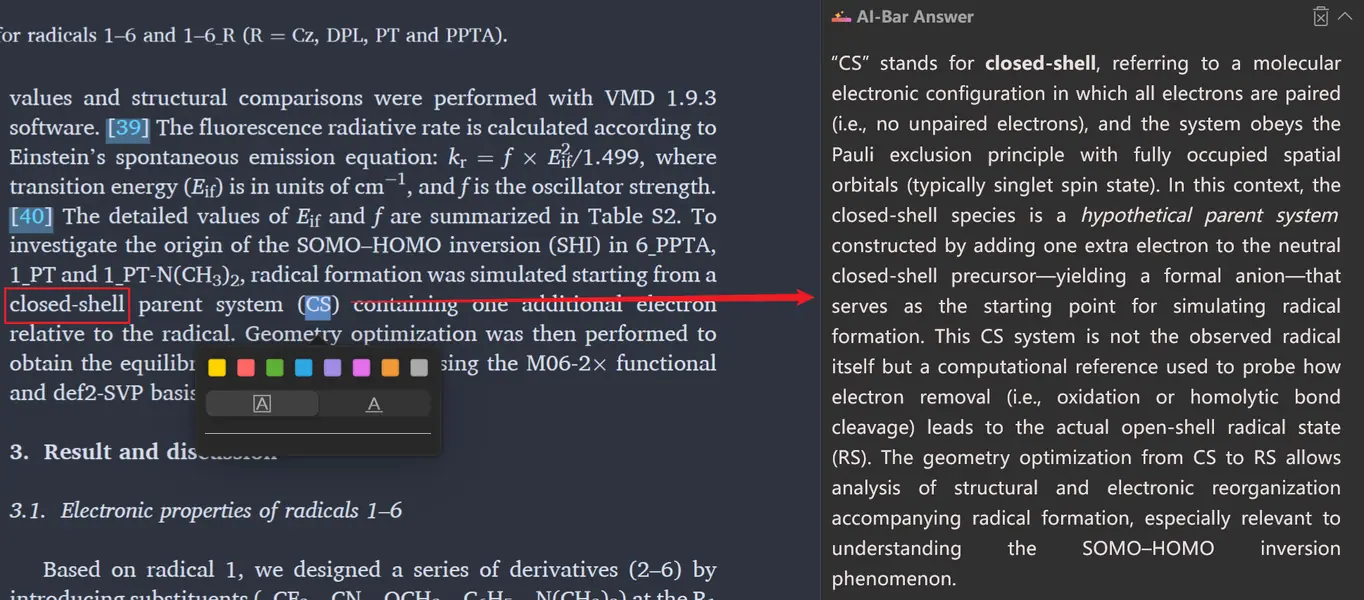 for radicals 1–6 and 1–6_R (R = Cz, DPL, PT and PPTA).
values and structural comparisons were performed with VMD 1.9.3
software. [39] The fluorescence radiative rate is calculated according to
Einstein’s spontaneous emission equation: kr = f × Eif²/1.499, where
transition energy (Eif) is in units of cm−1, and f is the oscillator strength.
[40] The detailed values of Eif and f are summarized in Table S2. To
investigate the origin of the SOMO–HOMO inversion (SHI) in 6_PPTA,
1_PT and 1_PT-N(CH3)2, radical formation was simulated starting from a
closed-shell parent system (CS) containing one additional electron
relative to the radical. Geometry optimization was then performed to
obtain the equilibr sing the M06-2× functional
and def2-SVP basis
A
A
3. Result and discussion
3.1. Electronic properties of radicals 1–6
Based on radical 1, we designed a series of derivatives (2–6) by
introducing substituents
AI-Bar Answer
“CS” stands for closed-shell, referring to a molecular
electronic configuration in which all electrons are paired
(i.e., no unpaired electrons), and the system obeys the
Pauli exclusion principle with fully occupied spatial
orbitals (typically singlet spin state). In this context, the
closed-shell species is a hypothetical parent system
constructed by adding one extra electron to the neutral
closed-shell precursor—yielding a formal anion—that
serves as the starting point for simulating radical
formation. This CS system is not the observed radical
itself but a computational reference used to probe how
electron removal (i.e., oxidation or homolytic bond
cleavage) leads to the actual open-shell radical state
(RS). The geometry optimization from CS to RS allows
analysis of structural and electronic reorganization
accompanying radical formation, especially relevant to
understanding the SOMO–HOMO inversion
phenomenon.